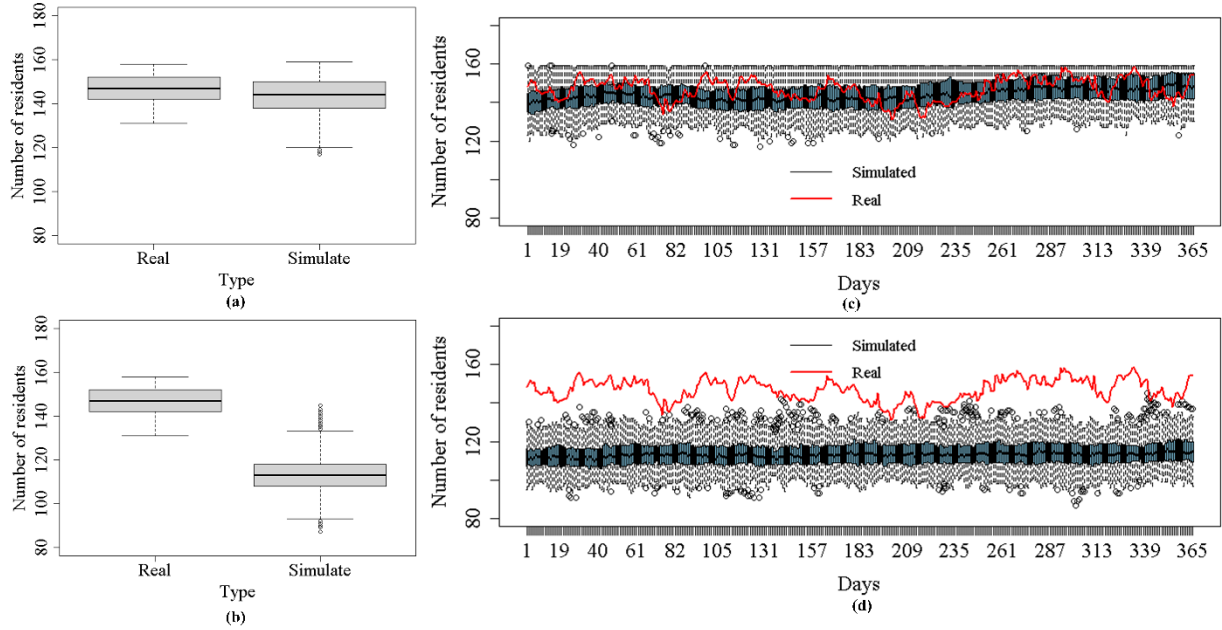 Number of residents
180
160
140
120
100
80
Real
Simulate
Type
(a)
Number of residents
160
120
80
Simulated
Real
1 19 40 61 82 105 131 157 183 209 235 261 287 313 339 365
Days
(c)
Number of residents
180
160
140
120
100
80
Real
Simulate
Type
(b)
Number of residents
160
120
80
Simulated
Real
1 19 40 61 82 105 131 157 183 209 235 261 287 313 339 365
Days
(d)